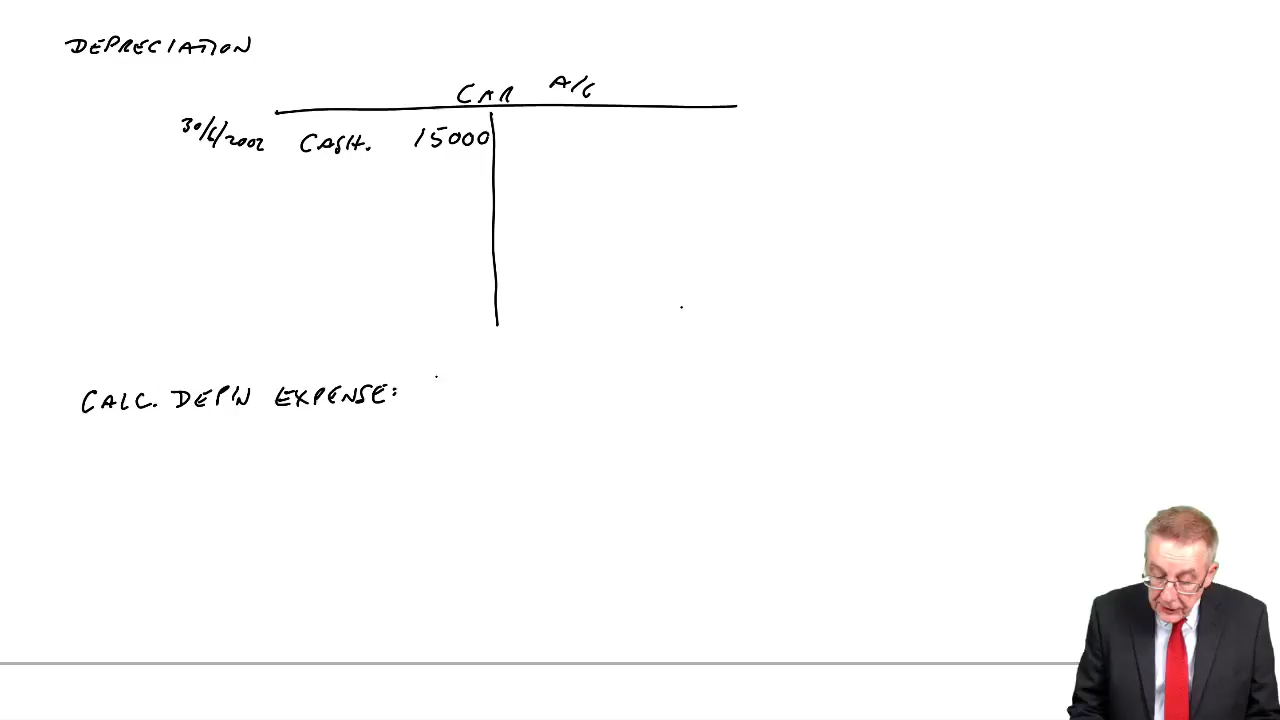 DEPRECIATION
CAR A/C
30/6/2002 CASH. 15000
CALC. DEP'N EXPENSE: